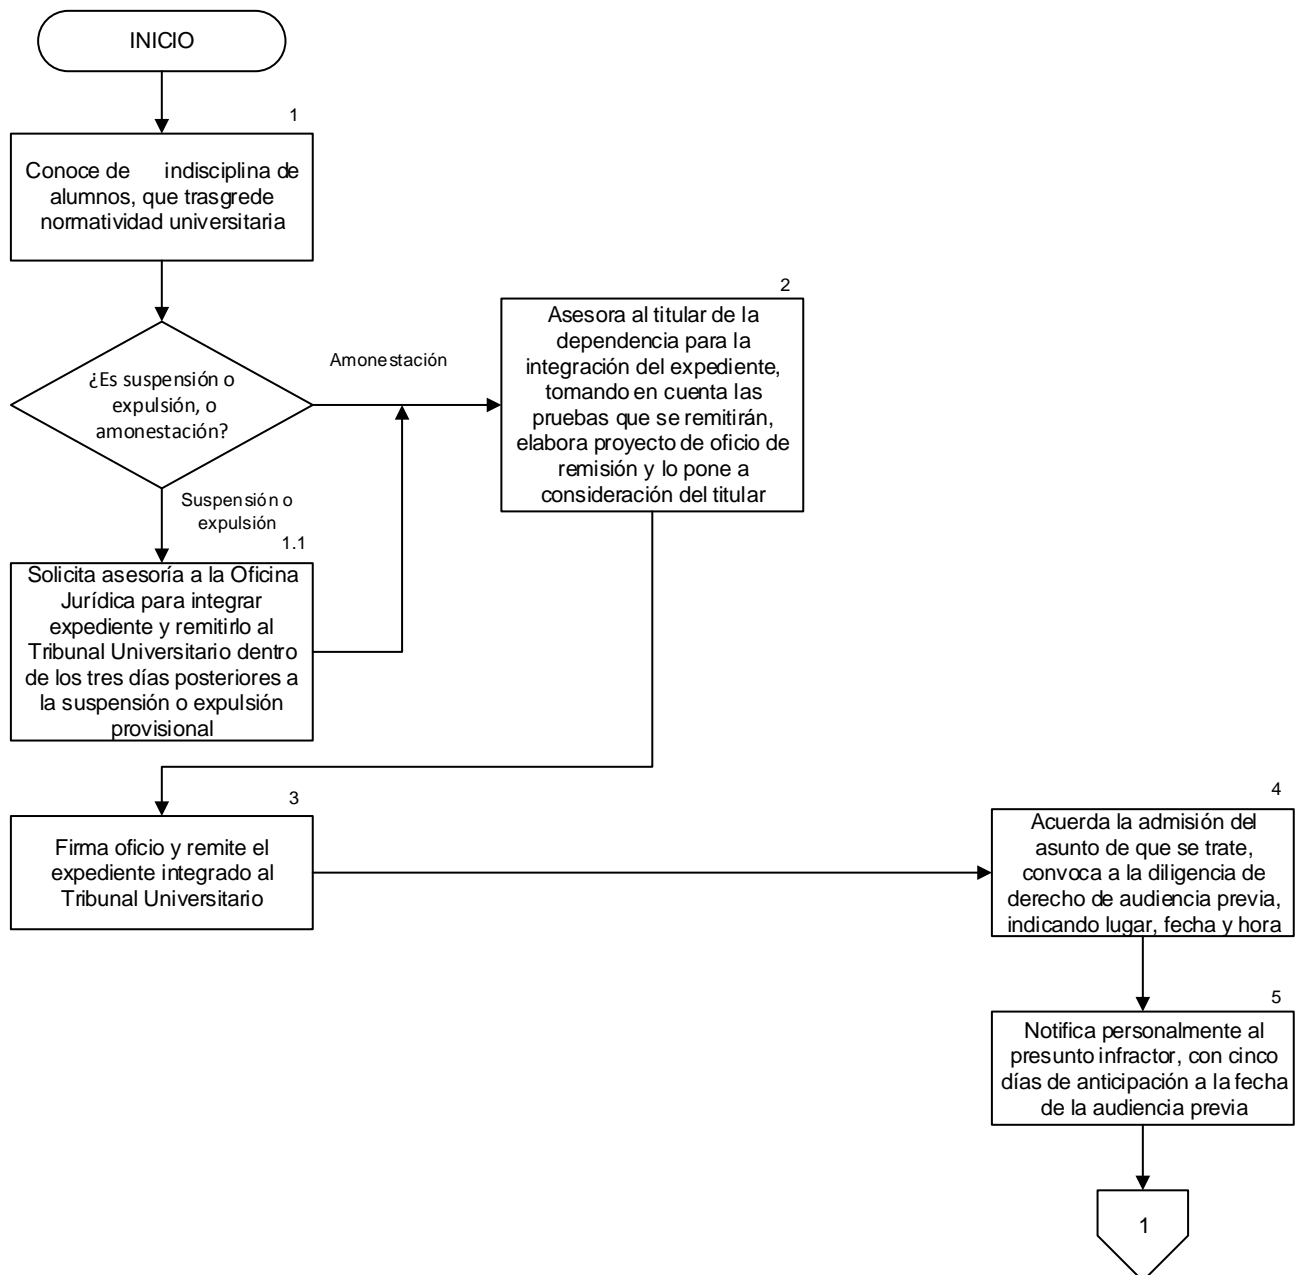 INICIO
1
Conoce de indisciplina de
alumnos, que trasgrede
normatividad universitaria
¿Es suspensión o
expulsión, o
amonestación?
Amonestación
Suspensión o
expulsión
1.1
Solicita asesoría a la Oficina
Jurídica para integrar
expediente y remitirlo al
Tribunal Universitario dentro
de los tres días posteriores a
la suspensión o expulsión
provisional
2
Asesora al titular de la
dependencia para la
integración del expediente,
tomando en cuenta las
pruebas que se remitirán,
elabora proyecto de oficio de
remisión y lo pone a
consideración del titular
3
Firma oficio y remite el
expediente integrado al
Tribunal Universitario
4
Acuerda la admisión del
asunto de que se trate,
convoca a la diligencia de
derecho de audiencia previa,
indicando lugar, fecha y hora
5
Notifica personalmente al
presunto infractor, con cinco
días de anticipación a la fecha
de la audiencia previa
1